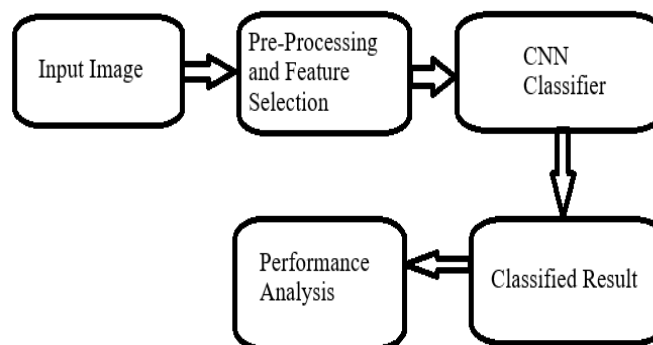 Input Image
Pre-Processing
and Feature
Selection
CNN
Classifier
Performance
Analysis
Classified Result